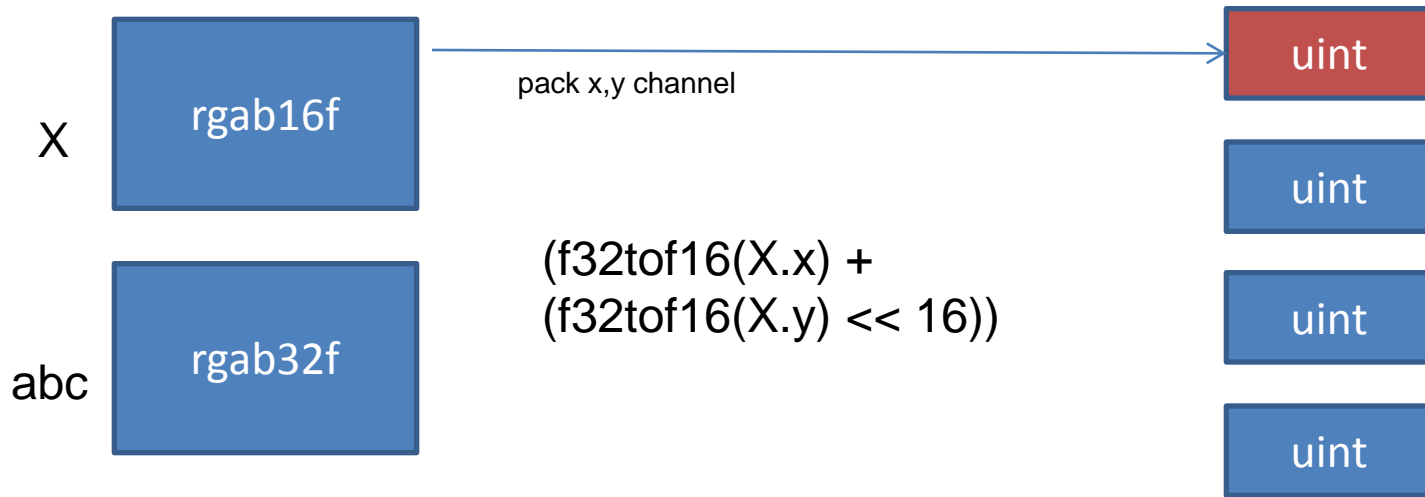 X
rgab16f
pack x,y channel
uint
uint
(f32tof16(X.x) +
(f32tof16(X.y) << 16))
abc
rgab32f
uint
uint